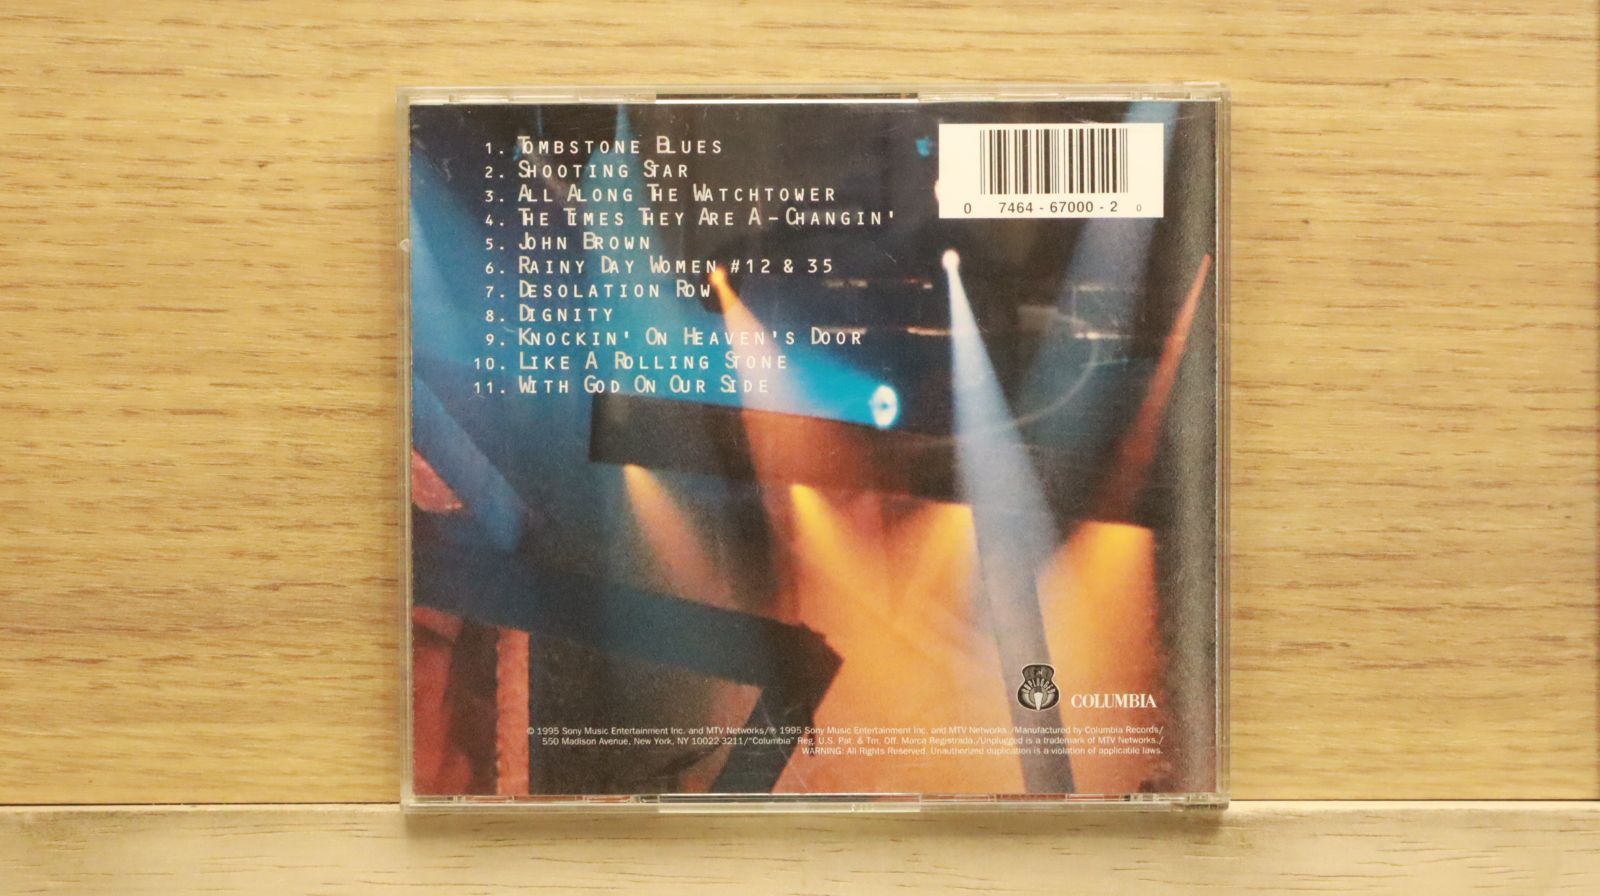 1. Tombstone Blues
2. Shooting Star
3. All Along The Watchtower
4. The Times They Are A-Changin'
5. John Brown
6. Rainy Day Women #12 & 35
7. Desolation Row
8. Dignity
9. Knockin' On Heaven's Door
10. Like A Rolling Stone
11. With God On Our Side
0 7464-67000-2 0
UNPLUGGED
COLUMBIA
© 1995 Sony Music Entertainment Inc. and MTV Networks/℗ 1995 Sony Music Entertainment Inc. and MTV Networks./Manufactured by Columbia Records/
550 Madison Avenue, New York, NY 10022-3211/"Columbia" Reg. U.S. Pat. & Tm. Off. Marca Registrada./Unplugged is a trademark of MTV Networks./
WARNING: All Rights Reserved. Unauthorized duplication is a violation of applicable laws.